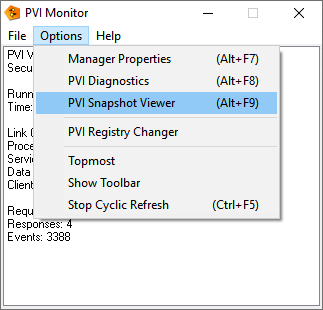 PVI Monitor
File Options Help
Manager Properties (Alt+F7)
PVI Diagnostics (Alt+F8)
PVI Snapshot Viewer (Alt+F9)
PVI Registry Changer
Topmost
Show Toolbar
Stop Cyclic Refresh (Ctrl+F5)
PVI V
Secu
Runn
Time:
Link
Proce
Servic
Data
Client
Requ
Responses: 4
Events: 3388